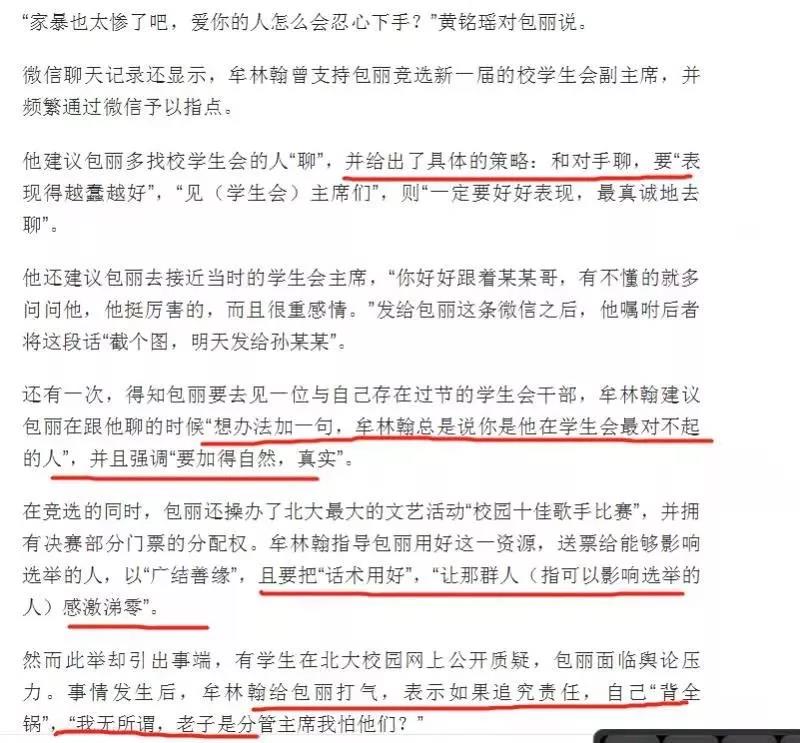 “家暴也太惨了吧，爱你的人怎么会忍心下手？”黄铭瑶对包丽说。
微信聊天记录还显示，牟林翰曾支持包丽竞选新一届的校学生会副主席，并
频繁通过微信予以指点。
他建议包丽多找校学生会的人“聊”，并给出了具体的策略：和对手聊，要“表
现得越蠢越好”，“见（学生会）主席们”，则“一定要好好表现，最真诚地去
聊”。
他还建议包丽去接近当时的学生会主席，“你好好跟着某某哥，有不懂的就多
问问他，他挺厉害的，而且很重感情。”发给包丽这条微信之后，他嘱咐后者
将这段话“截个图，明天发给孙某某”。
还有一次，得知包丽要去见一位与自己存在过节的学生会干部，牟林翰建议
包丽在跟他聊的时候“想办法加一句，牟林翰总是说你是他在学生会最对不起
的人”，并且强调“要加得自然，真实”。
在竞选的同时，包丽还操办了北大最大的文艺活动“校园十佳歌手比赛”，并拥
有决赛部分门票的分配权。牟林翰指导包丽用好这一资源，送票给能够影响
选举的人，以“广结善缘”，且要把“话术用好”，“让那群人（指可以影响选举的
人）感激涕零”。
然而此举却引出事端，有学生在北大校园网上公开质疑，包丽面临舆论压
力。事情发生后，牟林翰给包丽打气，表示如果追究责任，自己“背全
锅”，“我无所谓，老子是分管主席我怕他们？”